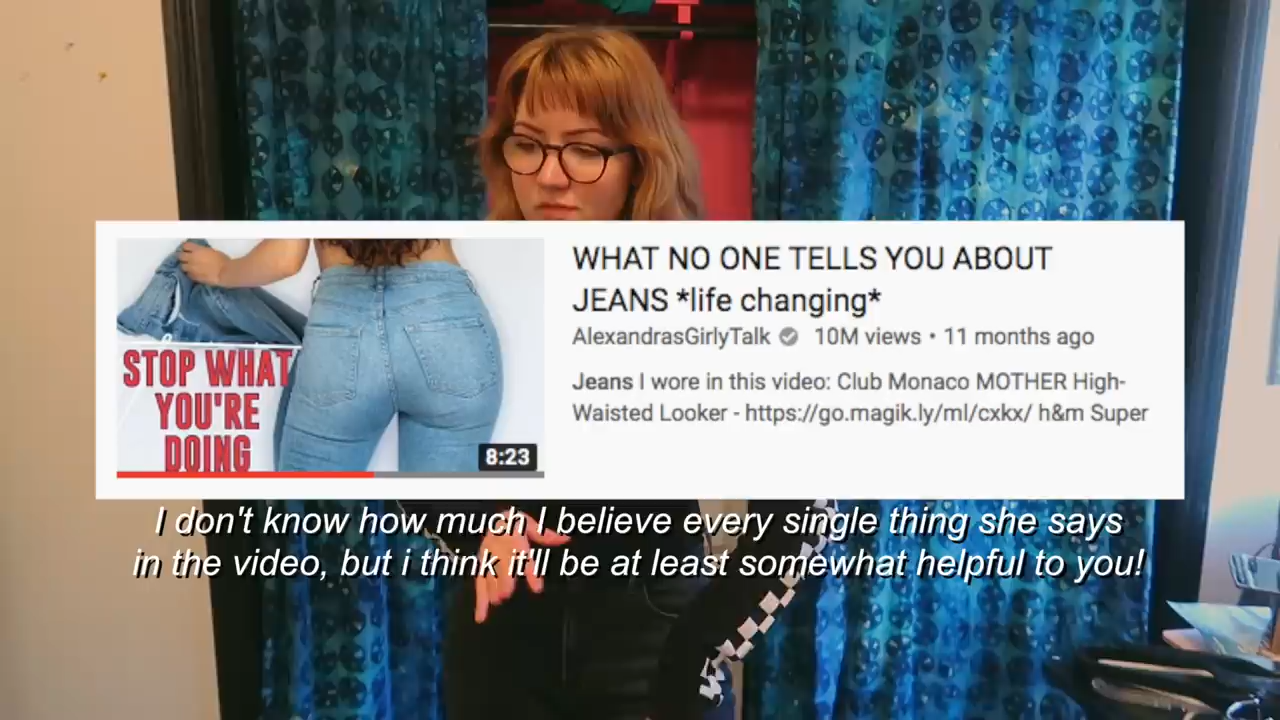 WHAT NO ONE TELLS YOU ABOUT
JEANS *life changing*
AlexandrasGirlyTalk 10M views • 11 months ago
Jeans I wore in this video: Club Monaco MOTHER High-
Waisted Looker - https://go.magik.ly/ml/cxkx/ h&m Super
STOP WHAT
YOU'RE
DOING
8:23
I don't know how much I believe every single thing she says
in the video, but i think it'll be at least somewhat helpful to you!